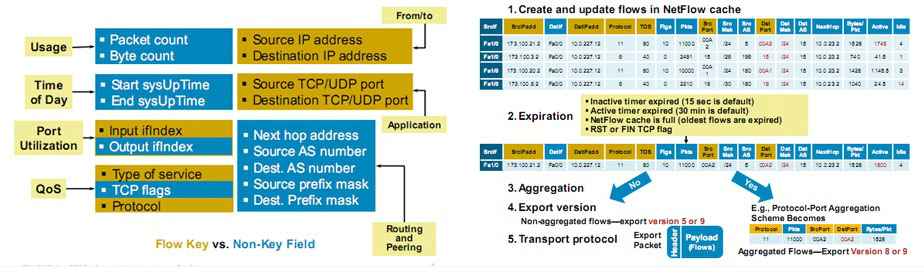 From/to
Usage
▪ Packet count
▪ Byte count
▪ Source IP address
▪ Destination IP address
Time
of Day
▪ Start sysUpTime
▪ End sysUpTime
▪ Source TCP/UDP port
▪ Destination TCP/UDP port
Application
Port
Utilization
▪ Input ifIndex
▪ Output ifIndex
▪ Next hop address
▪ Source AS number
▪ Dest. AS number
▪ Source prefix mask
▪ Dest. Prefix mask
QoS
▪ Type of service
▪ TCP flags
▪ Protocol
Routing
and
Peering
Flow Key vs. Non-Key Field
1. Create and update flows in NetFlow cache
SrcIf SrcIPadd DstIf DstIPadd Protocol TOS Flgs Pkts Src Port Src Msk Src AS Dst Port Dst Msk Dst AS NextHop Bytes/Pkt Active Idle
Fa1/0 173.100.21.2 Fa0/0 10.0.227.12 11 80 10 11000 00A2 /24 5 00A2 /24 15 10.0.23.2 1528 1745 4
Fa1/0 173.100.3.2 Fa0/0 10.0.227.12 6 40 0 2491 15 /26 196 15 /24 15 10.0.23.2 740 41.5 1
Fa1/0 173.100.20.2 Fa0/0 10.0.227.12 11 80 10 10000 00A1 /24 180 00A1 /24 15 10.0.23.2 1428 1145.5 3
Fa1/0 173.100.6.2 Fa0/0 10.0.227.12 6 40 0 2210 19 /30 180 19 /24 15 10.0.23.2 1040 24.5 14
2. Expiration
▪ Inactive timer expired (15 sec is default)
▪ Active timer expired (30 min is default)
▪ NetFlow cache is full (oldest flows are expired)
▪ RST or FIN TCP flag
SrcIf SrcIPadd DstIf DstIPadd Protocol TOS Flgs Pkts Src Port Src Msk Src AS Dst Port Dst Msk Dst AS NextHop Bytes/Pkt Active Idle
Fa1/0 173.100.21.2 Fa0/0 10.0.227.12 11 80 10 11000 00A2 /24 5 00A2 /24 15 10.0.23.2 1528 1800 4
3. Aggregation
No
Yes
4. Export version
Non-aggregated flows—export version 5 or 9
E.g., Protocol-Port Aggregation
Scheme Becomes
5. Transport protocol
Export
Packet
Header
Payload
(Flows)
Protocol Pkts SrcPort DstPort Bytes/Pkt
11 11000 00A2 00A2 1528
Aggregated Flows—Export Version 8 or 9